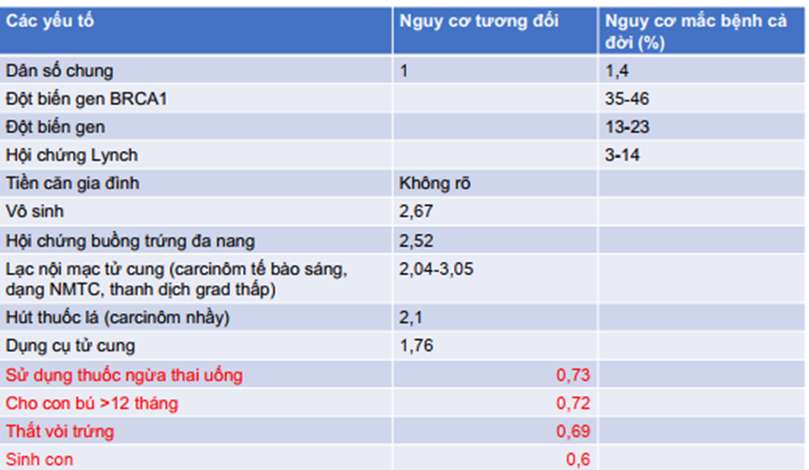 Các yếu tố Nguy cơ tương đối Nguy cơ mắc bệnh cả
đời (%)
Dân số chung 1 1,4
Đột biến gen BRCA1 35-46
Đột biến gen 13-23
Hội chứng Lynch 3-14
Tiền căn gia đình Không rõ
Vô sinh 2,67
Hội chứng buồng trứng đa nang 2,52
Lạc nội mạc tử cung (carcinôm tế bào sáng, 2,04-3,05
dạng NMTC, thanh dịch grad thấp)
Hút thuốc lá (carcinôm nhầy) 2,1
Dụng cụ tử cung 1,76
Sử dụng thuốc ngừa thai uống 0,73
Cho con bú >12 tháng 0,72
Thắt vòi trứng 0,69
Sinh con 0,6